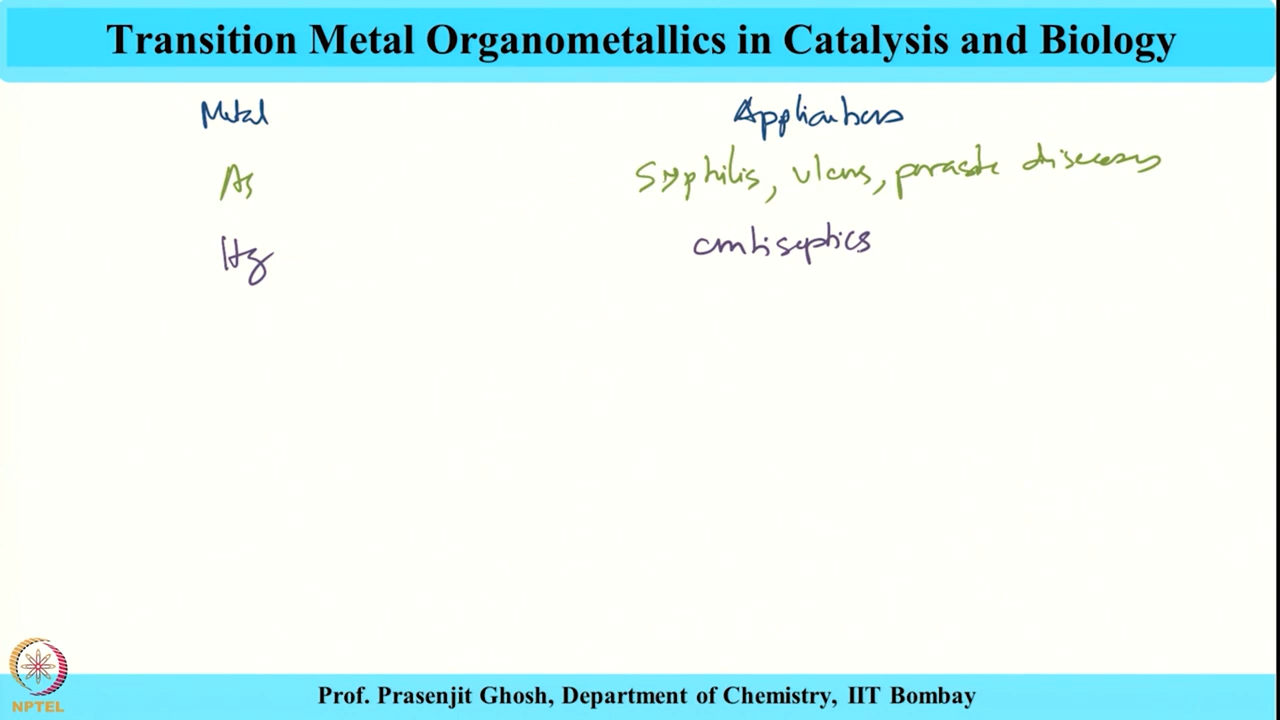 Transition Metal Organometallics in Catalysis and Biology
Metal Applications
As Syphilis, ulcers, parasite diseases
Hg antiseptics
NPTEL
Prof. Prasenjit Ghosh, Department of Chemistry, IIT Bombay